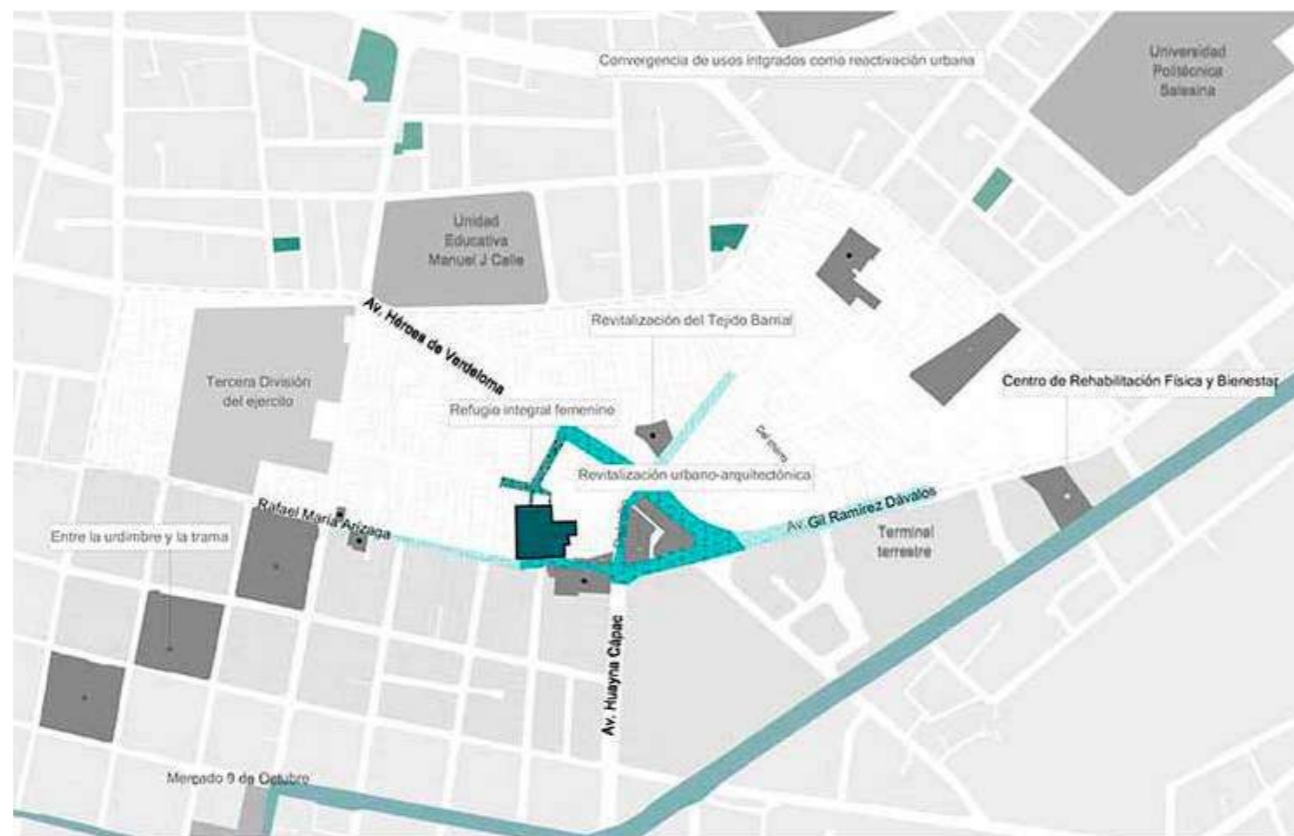 Convergencia de usos intgrados como reactivación urbana
Universidad
Politécnica
Salesina
Unidad
Educativa
Manuel J Calle
Av. Héroes de Verdeloma
Revitalización del Tejido Barrial
Tercera División
del ejercito
Refugio integral femenino
Centro de Rehabilitación Física y Bienestar
Del chorro
Revitalización urbano-arquitectónica
Rafael María Arízaga
Av. Gil Ramírez Dávalos
Entre la urdimbre y la trama
Terminal
terrestre
Av. Huayna Cápac
Mercado 9 de Octubre